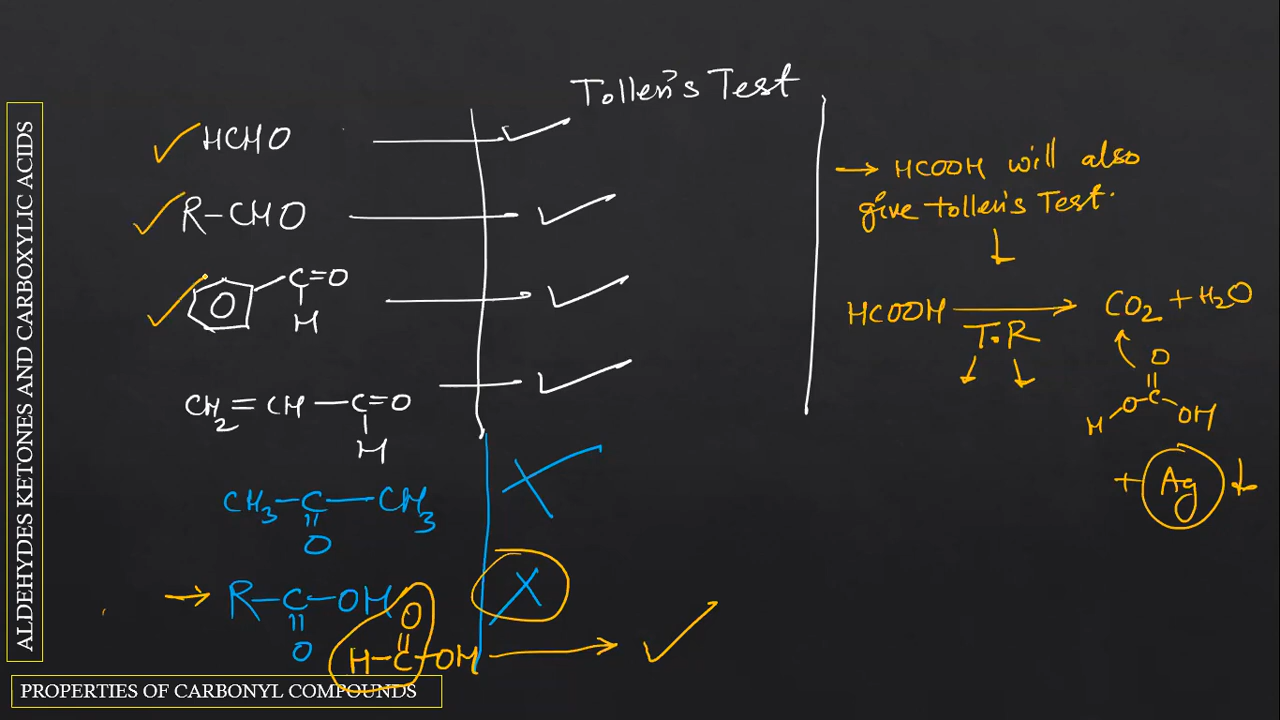 ALDEHYDES KETONES AND CARBOXYLIC ACIDS
Tollen's Test
HCHO
R-CHO
C=O
H
CH2=CH-C=O
H
CH3-C-CH3
O
R-C-OH
O
O
H-C-OH
→ HCOOH will also
give Tollen's Test.
HCOOH → CO2 + H2O
T.R
O
H O C OH
+ Ag ↓
PROPERTIES OF CARBONYL COMPOUNDS